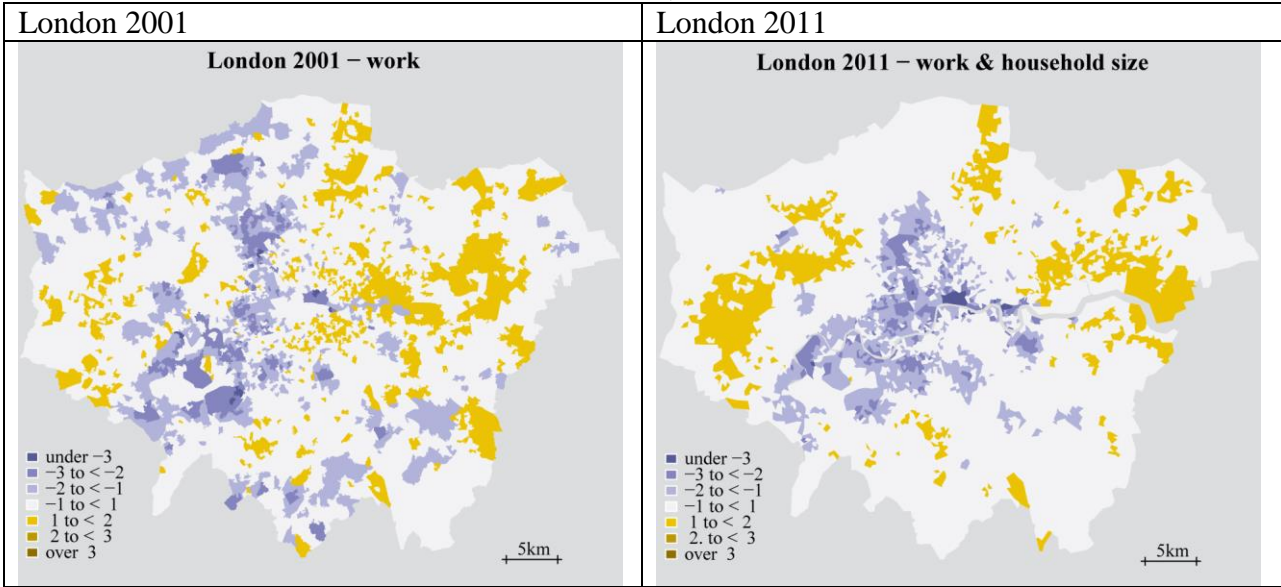 London 2001
London 2011
London 2001 − work
London 2011 − work & household size
under −3
−3 to < −2
−2 to < −1
−1 to < 1
1 to < 2
2 to < 3
over 3
5km
under −3
−3 to < −2
−2 to < −1
−1 to < 1
1 to < 2
2. to < 3
over 3
5km